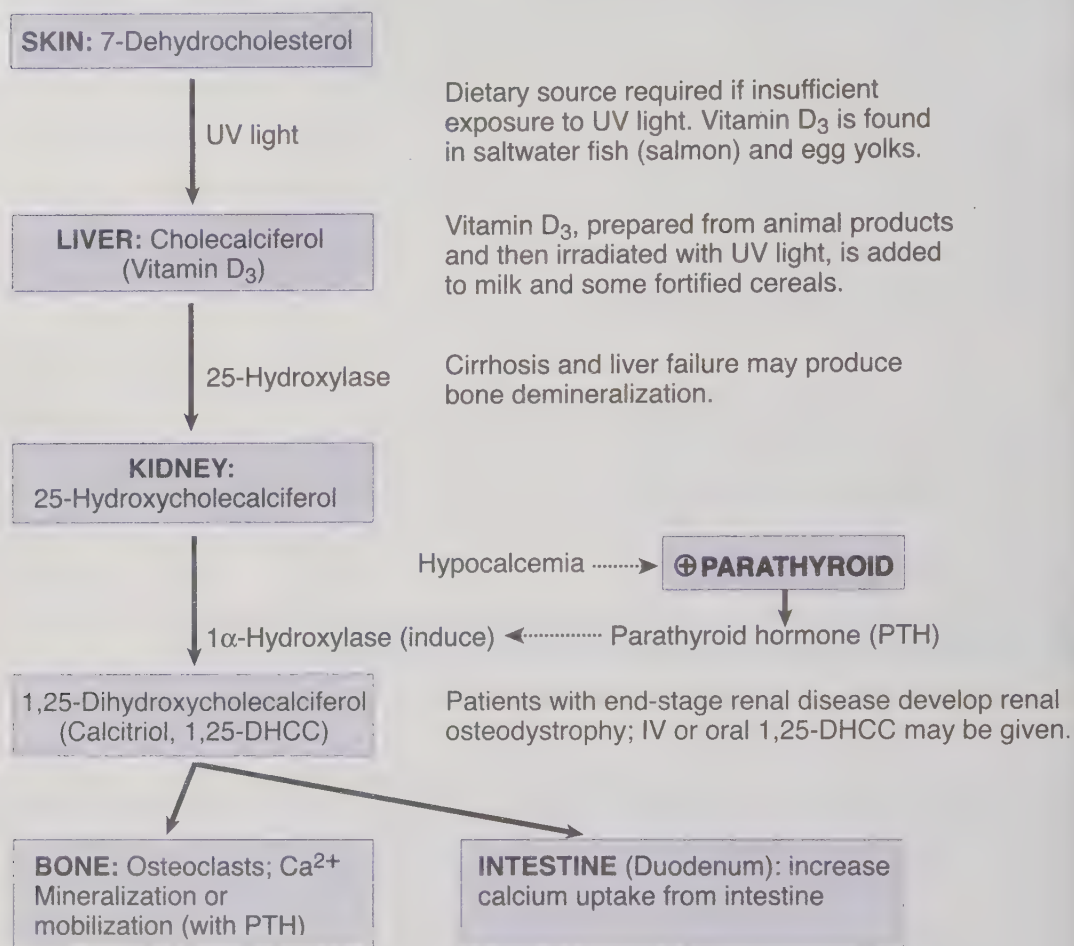 SKIN: 7-Dehydrocholesterol
UV light
Dietary source required if insufficient
exposure to UV light. Vitamin D3 is found
in saltwater fish (salmon) and egg yolks.
LIVER: Cholecalciferol
(Vitamin D3)
Vitamin D3, prepared from animal products
and then irradiated with UV light, is added
to milk and some fortified cereals.
25-Hydroxylase
Cirrhosis and liver failure may produce
bone demineralization.
KIDNEY:
25-Hydroxycholecalciferol
Hypocalcemia
⊕PARATHYROID
1α-Hydroxylase (induce)
Parathyroid hormone (PTH)
1,25-Dihydroxycholecalciferol
(Calcitriol, 1,25-DHCC)
Patients with end-stage renal disease develop renal
osteodystrophy; IV or oral 1,25-DHCC may be given.
BONE: Osteoclasts; Ca2+
Mineralization or
mobilization (with PTH)
INTESTINE (Duodenum): increase
calcium uptake from intestine